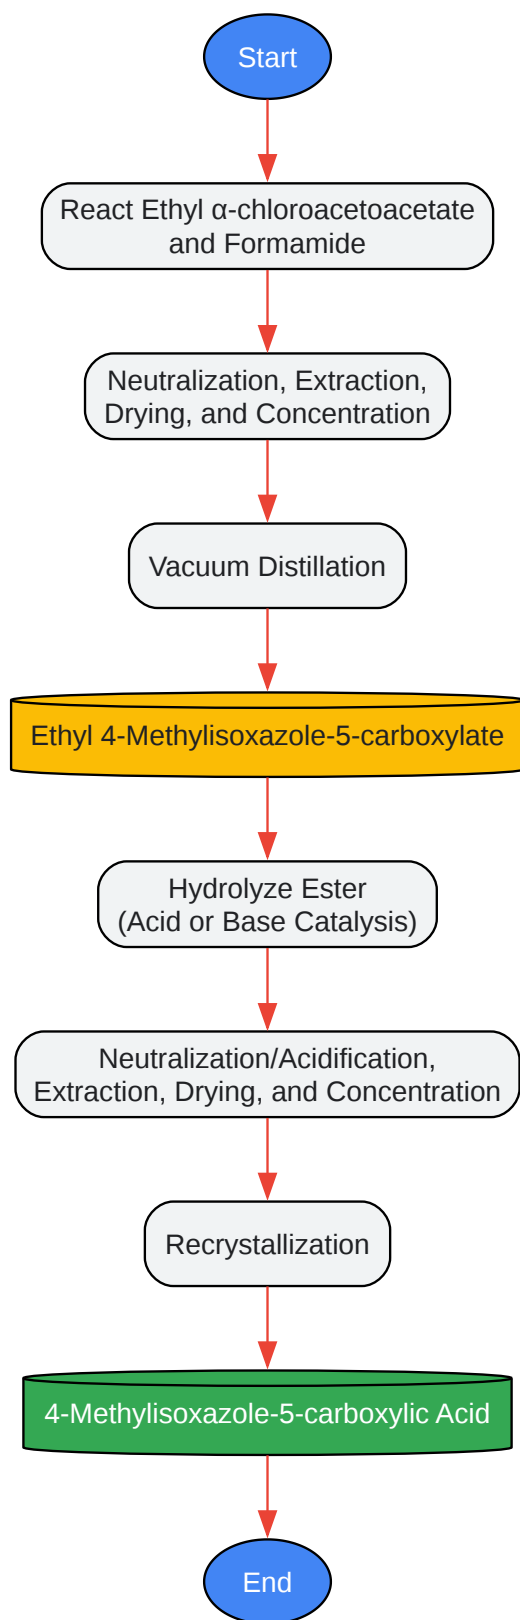 Start
React Ethyl α-chloroacetoacetate
and Formamide
Neutralization, Extraction,
Drying, and Concentration
Vacuum Distillation
Ethyl 4-Methylisoxazole-5-carboxylate
Hydrolyze Ester
(Acid or Base Catalysis)
Neutralization/Acidification,
Extraction, Drying, and Concentration
Recrystallization
4-Methylisoxazole-5-carboxylic Acid
End